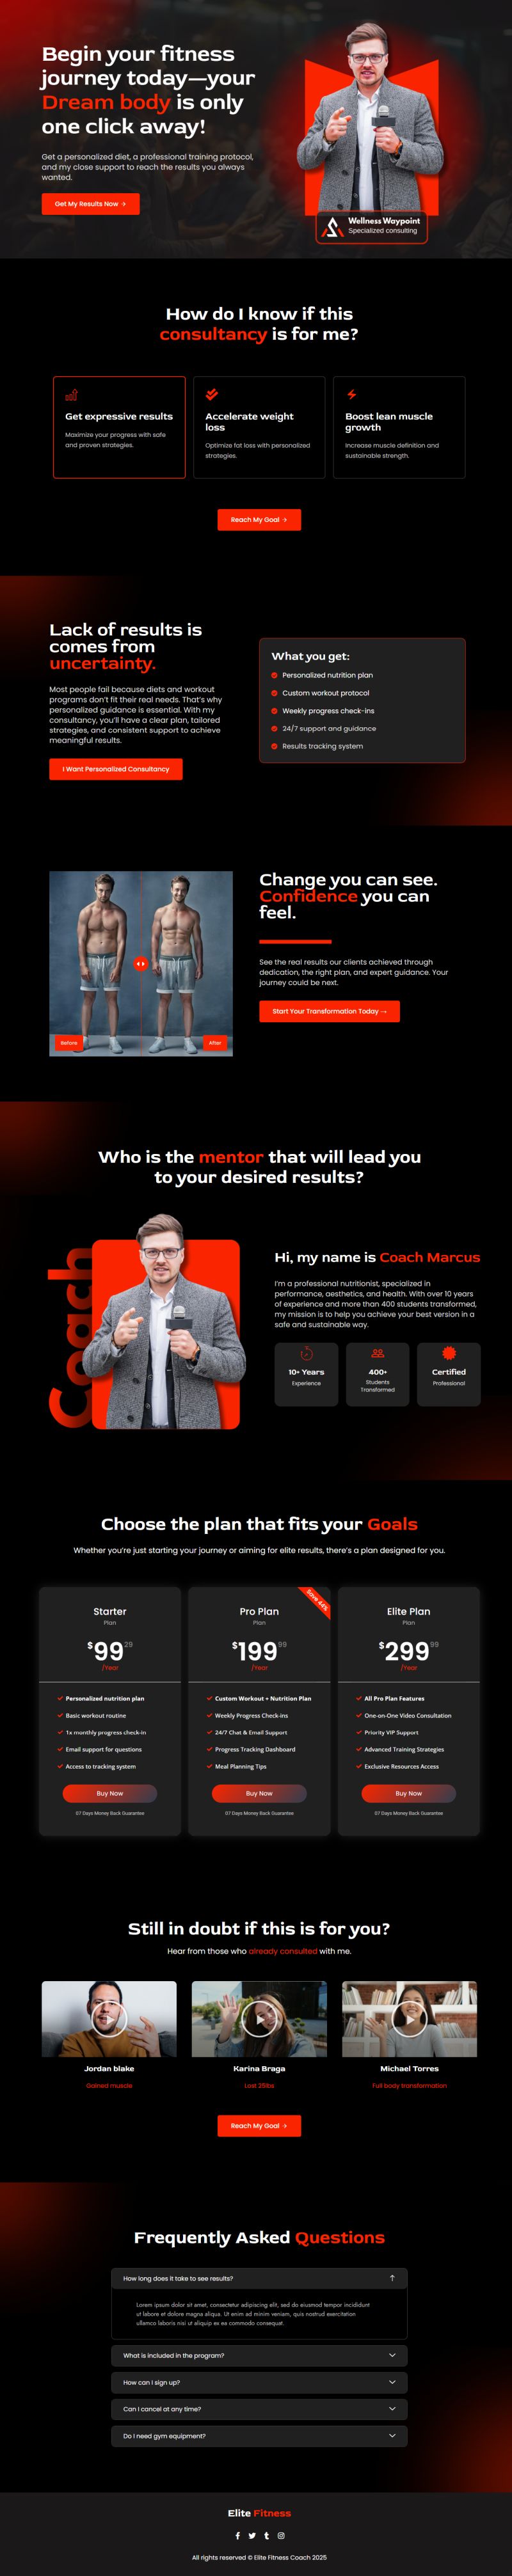 Begin your fitness
journey today—your
Dream body is only
one click away!
Get a personalized diet, a professional training protocol,
and my close support to reach the results you always
wanted.
Get My Results Now →
Wellness Waypoint
Specialized consulting
How do I know if this
consultancy is for me?
Get expressive results
Maximize your progress with safe
and proven strategies.
Accelerate weight
loss
Optimize fat loss with personalized
strategies.
Boost lean muscle
growth
Increase muscle definition and
sustainable strength.
Reach My Goal →
Lack of results is
comes from
uncertainty.
Most people fail because diets and workout
programs don't fit their real needs. That's why
personalized guidance is essential. With my
consultancy, you'll have a clear plan, tailored
strategies, and consistent support to achieve
meaningful results.
I Want Personalized Consultancy
What you get:
Personalized nutrition plan
Custom workout protocol
Weekly progress check-ins
24/7 support and guidance
Results tracking system
Before
After
Change you can see.
Confidence you can
feel.
See the real results our clients achieved through
dedication, the right plan, and expert guidance. Your
journey could be next.
Start Your Transformation Today →
Who is the mentor that will lead you
to your desired results?
Coach
Hi, my name is Coach Marcus
I'm a professional nutritionist, specialized in
performance, aesthetics, and health. With over 10 years
of experience and more than 400 students transformed,
my mission is to help you achieve your best version in a
safe and sustainable way.
10+ Years
Experience
400+
Students
Transformed
Certified
Professional
Choose the plan that fits your Goals
Whether you're just starting your journey or aiming for elite results, there's a plan designed for you.
Starter
Plan
$99 29
/Year
Personalized nutrition plan
Basic workout routine
1x monthly progress check-in
Email support for questions
Access to tracking system
Buy Now
07 Days Money Back Guarantee
Save 44%
Pro Plan
Plan
$199 99
/Year
Custom Workout + Nutrition Plan
Weekly Progress Check-ins
24/7 Chat & Email Support
Progress Tracking Dashboard
Meal Planning Tips
Buy Now
07 Days Money Back Guarantee
Elite Plan
Plan
$299 99
/Year
All Pro Plan Features
One-on-One Video Consultation
Priority VIP Support
Advanced Training Strategies
Exclusive Resources Access
Buy Now
07 Days Money Back Guarantee
Still in doubt if this is for you?
Hear from those who already consulted with me.
Jordan blake
Gained muscle
Karina Braga
Lost 25lbs
Michael Torres
Full body transformation
Reach My Goal →
Frequently Asked Questions
How long does it take to see results?
Lorem ipsum dolor sit amet, consectetur adipiscing elit, sed do eiusmod tempor incididunt
ut labore et dolore magna aliqua. Ut enim ad minim veniam, quis nostrud exercitation
ullamco laboris nisi ut aliquip ex ea commodo consequat.
What is included in the program?
How can I sign up?
Can I cancel at any time?
Do I need gym equipment?
Elite Fitness
All rights reserved © Elite Fitness Coach 2025